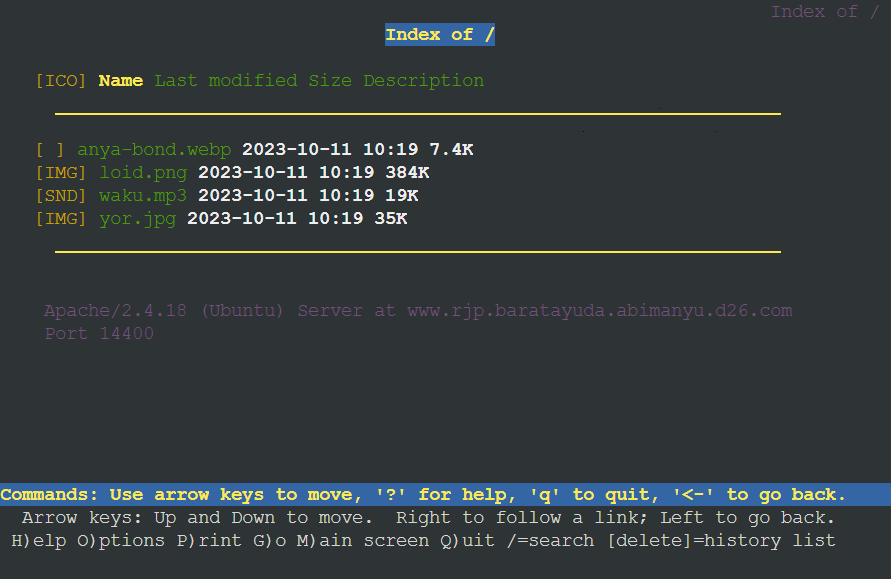 Index of /
Index of /
[ICO] Name Last modified Size Description
[ ] anya-bond.webp 2023-10-11 10:19 7.4K
[IMG] loid.png 2023-10-11 10:19 384K
[SND] waku.mp3 2023-10-11 10:19 19K
[IMG] yor.jpg 2023-10-11 10:19 35K
Apache/2.4.18 (Ubuntu) Server at www.rjp.baratayuda.abimanyu.d26.com
Port 14400
Commands: Use arrow keys to move, '?' for help, 'q' to quit, '<-' to go back.
Arrow keys: Up and Down to move.  Right to follow a link; Left to go back.
H)elp O)ptions P)rint G)o M)ain screen Q)uit /=search [delete]=history list